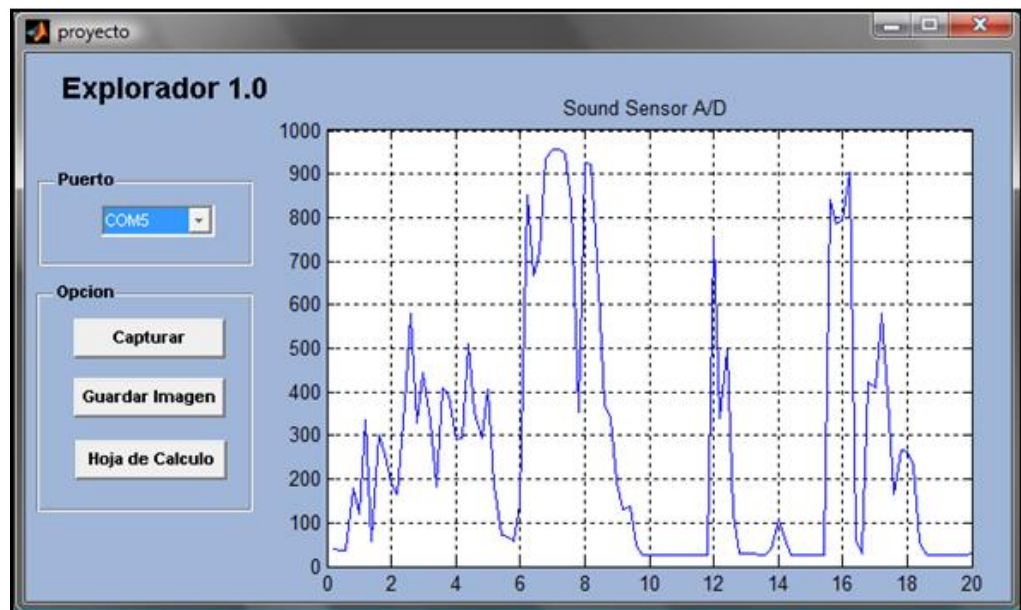 proyecto
Explorador 1.0
Puerto
COM5
Opcion
Capturar
Guardar Imagen
Hoja de Calculo
Sound Sensor A/D
1000
900
800
700
600
500
400
300
200
100
0
0 2 4 6 8 10 12 14 16 18 20